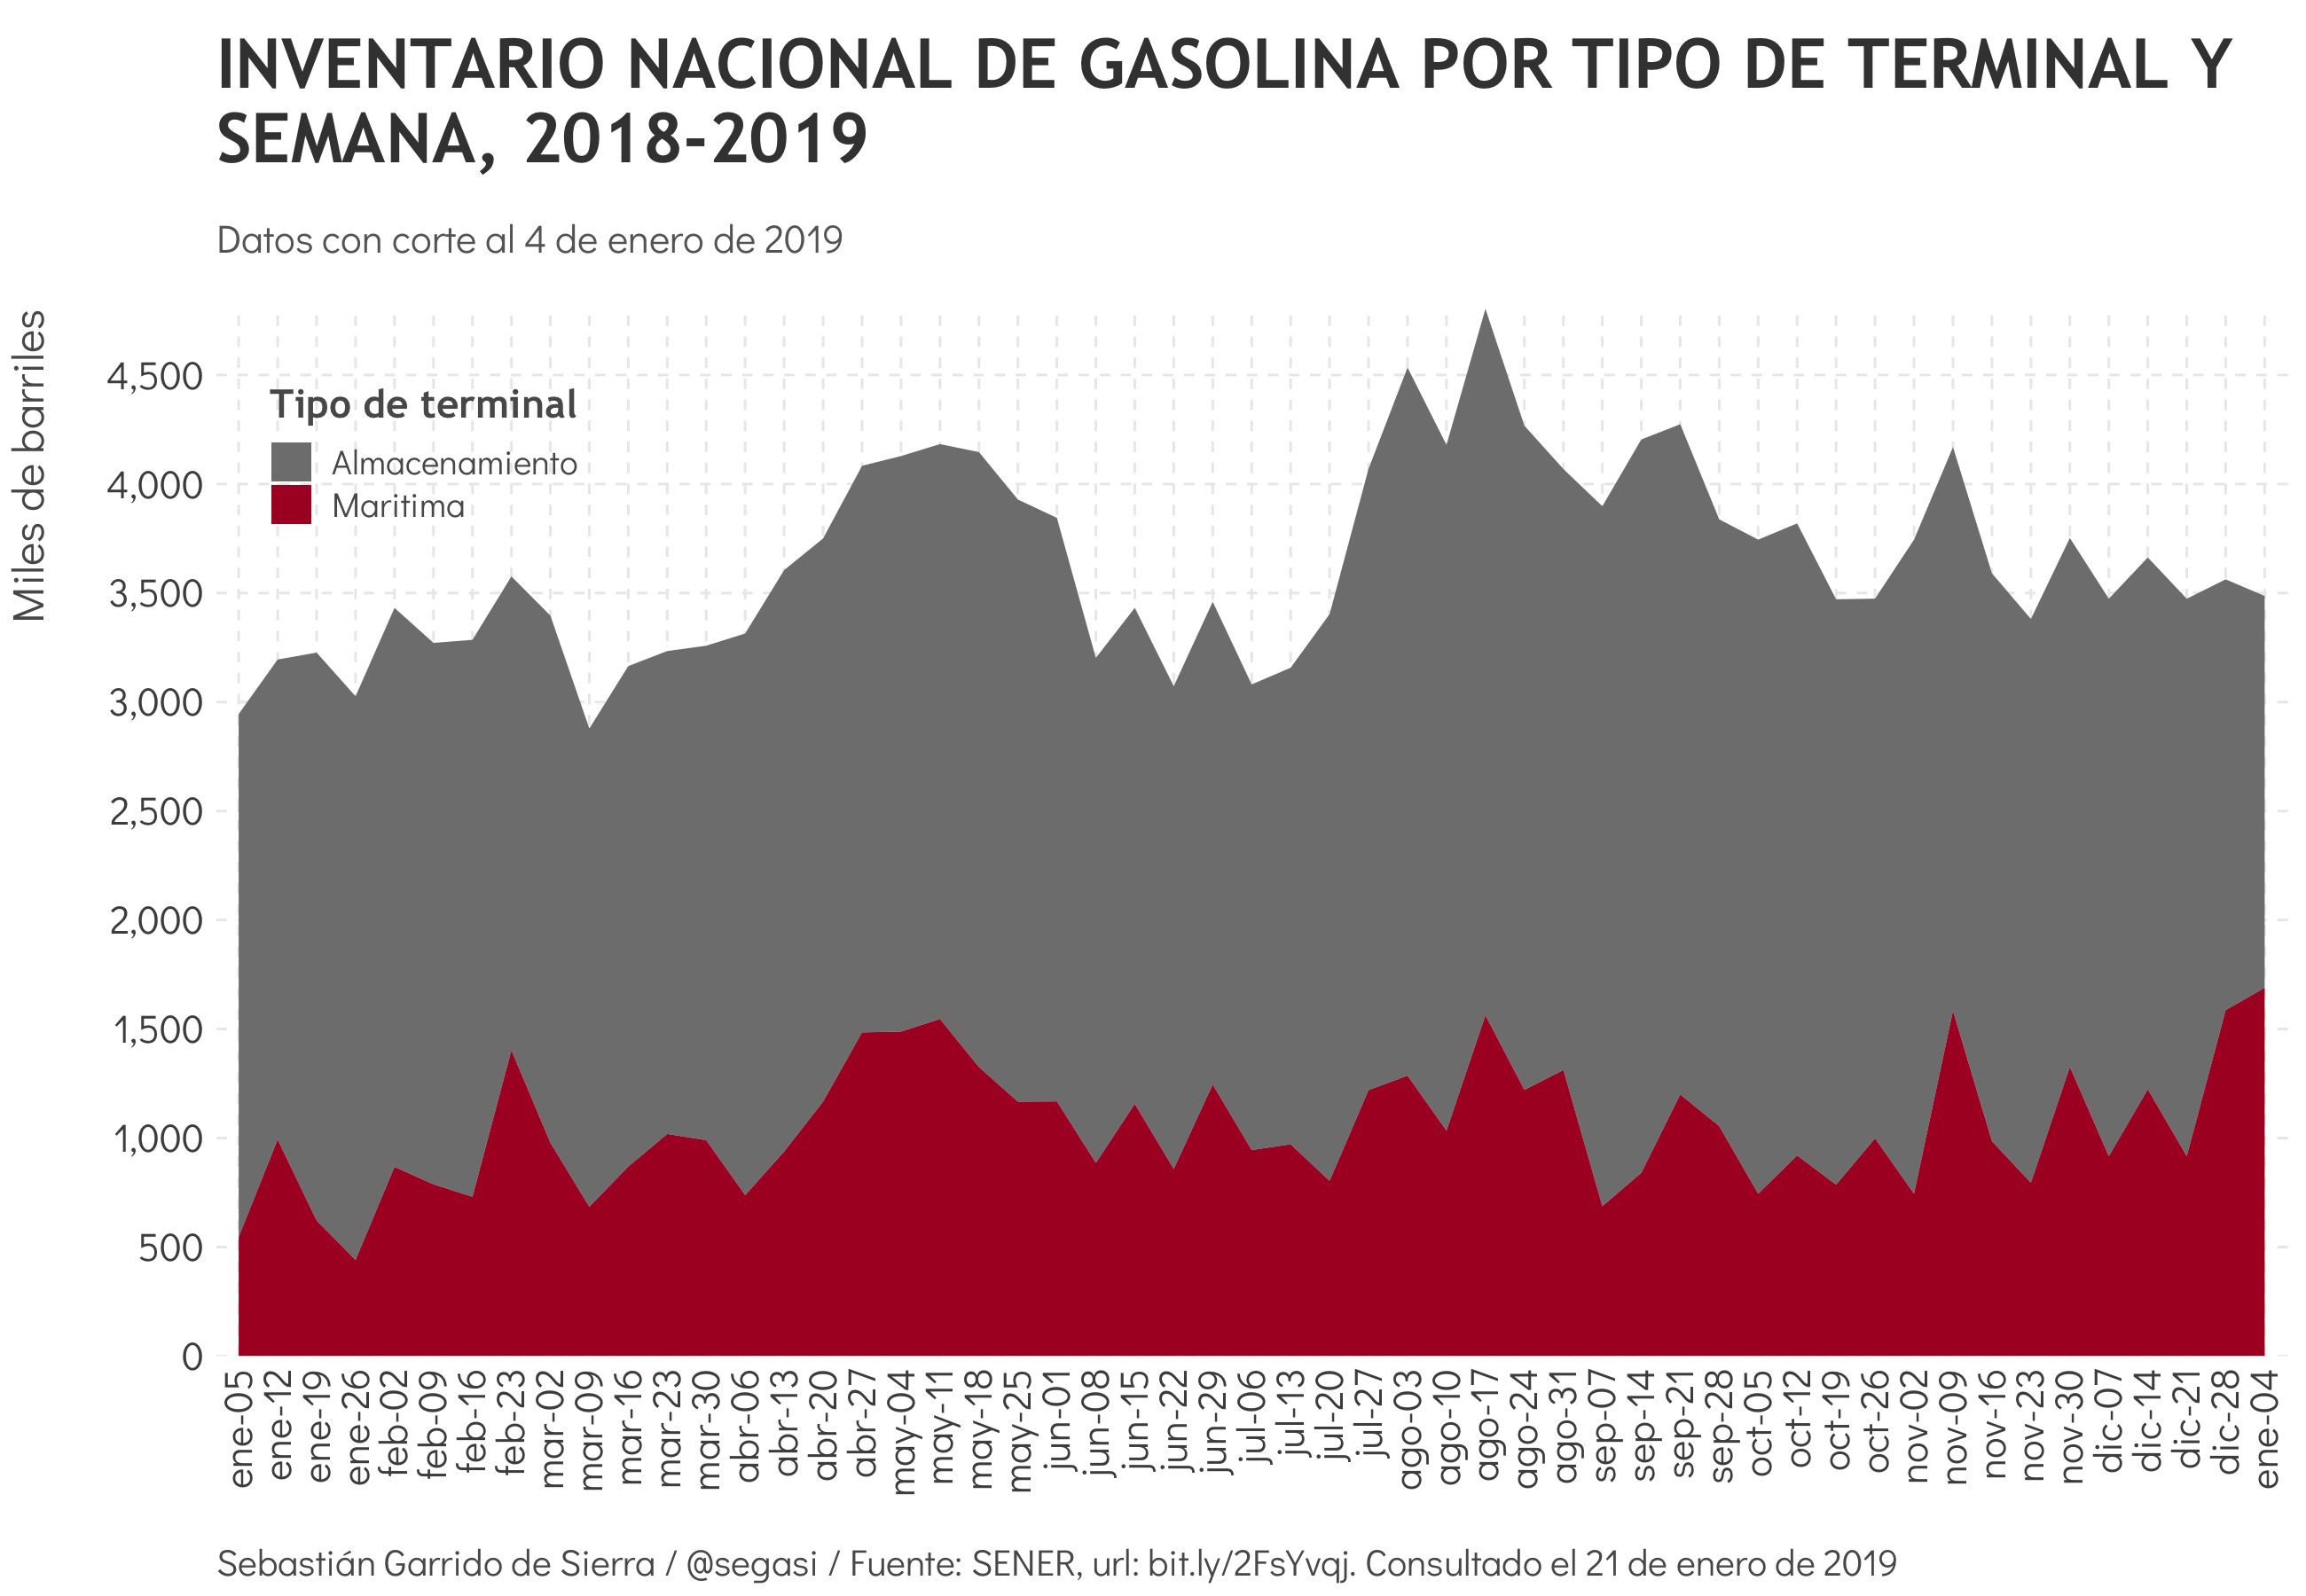 INVENTARIO NACIONAL DE GASOLINA POR TIPO DE TERMINAL Y
SEMANA, 2018-2019
Datos con corte al 4 de enero de 2019
Miles de barriles
4,500
4,000
3,500
3,000
2,500
2,000
1,500
1,000
500
0
Tipo de terminal
Almacenamiento
Marítima
ene-05
ene-12
ene-19
ene-26
feb-02
feb-09
feb-16
feb-23
mar-02
mar-09
mar-16
mar-23
mar-30
abr-06
abr-13
abr-20
abr-27
may-04
may-11
may-18
may-25
jun-01
jun-08
jun-15
jun-22
jun-29
jul-06
jul-13
jul-20
jul-27
ago-03
ago-10
ago-17
ago-24
ago-31
sep-07
sep-14
sep-21
sep-28
oct-05
oct-12
oct-19
oct-26
nov-02
nov-09
nov-16
nov-23
nov-30
dic-07
dic-14
dic-21
dic-28
ene-04
Sebastián Garrido de Sierra / @segasi / Fuente: SENER, url: bit.ly/2FsYvqj. Consultado el 21 de enero de 2019